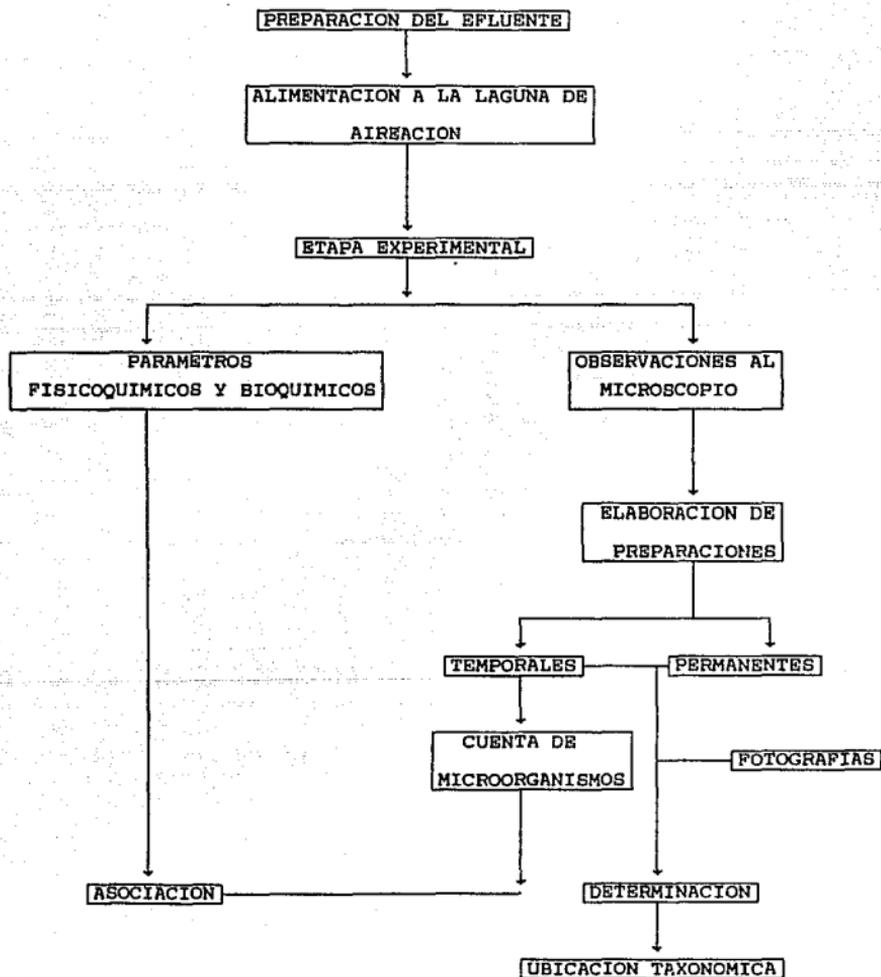 PREPARACION DEL EFLUENTE
ALIMENTACION A LA LAGUNA DE
AIREACION
ETAPA EXPERIMENTAL
PARAMETROS
FISICOQUIMICOS Y BIOQUIMICOS
OBSERVACIONES AL
MICROSCOPIO
ELABORACION DE
PREPARACIONES
TEMPORALES
PERMANENTES
CUENTA DE
MICROORGANISMOS
FOTOGRAFIAS
ASOCIACION
DETERMINACION
UBICACION TAXONOMICA